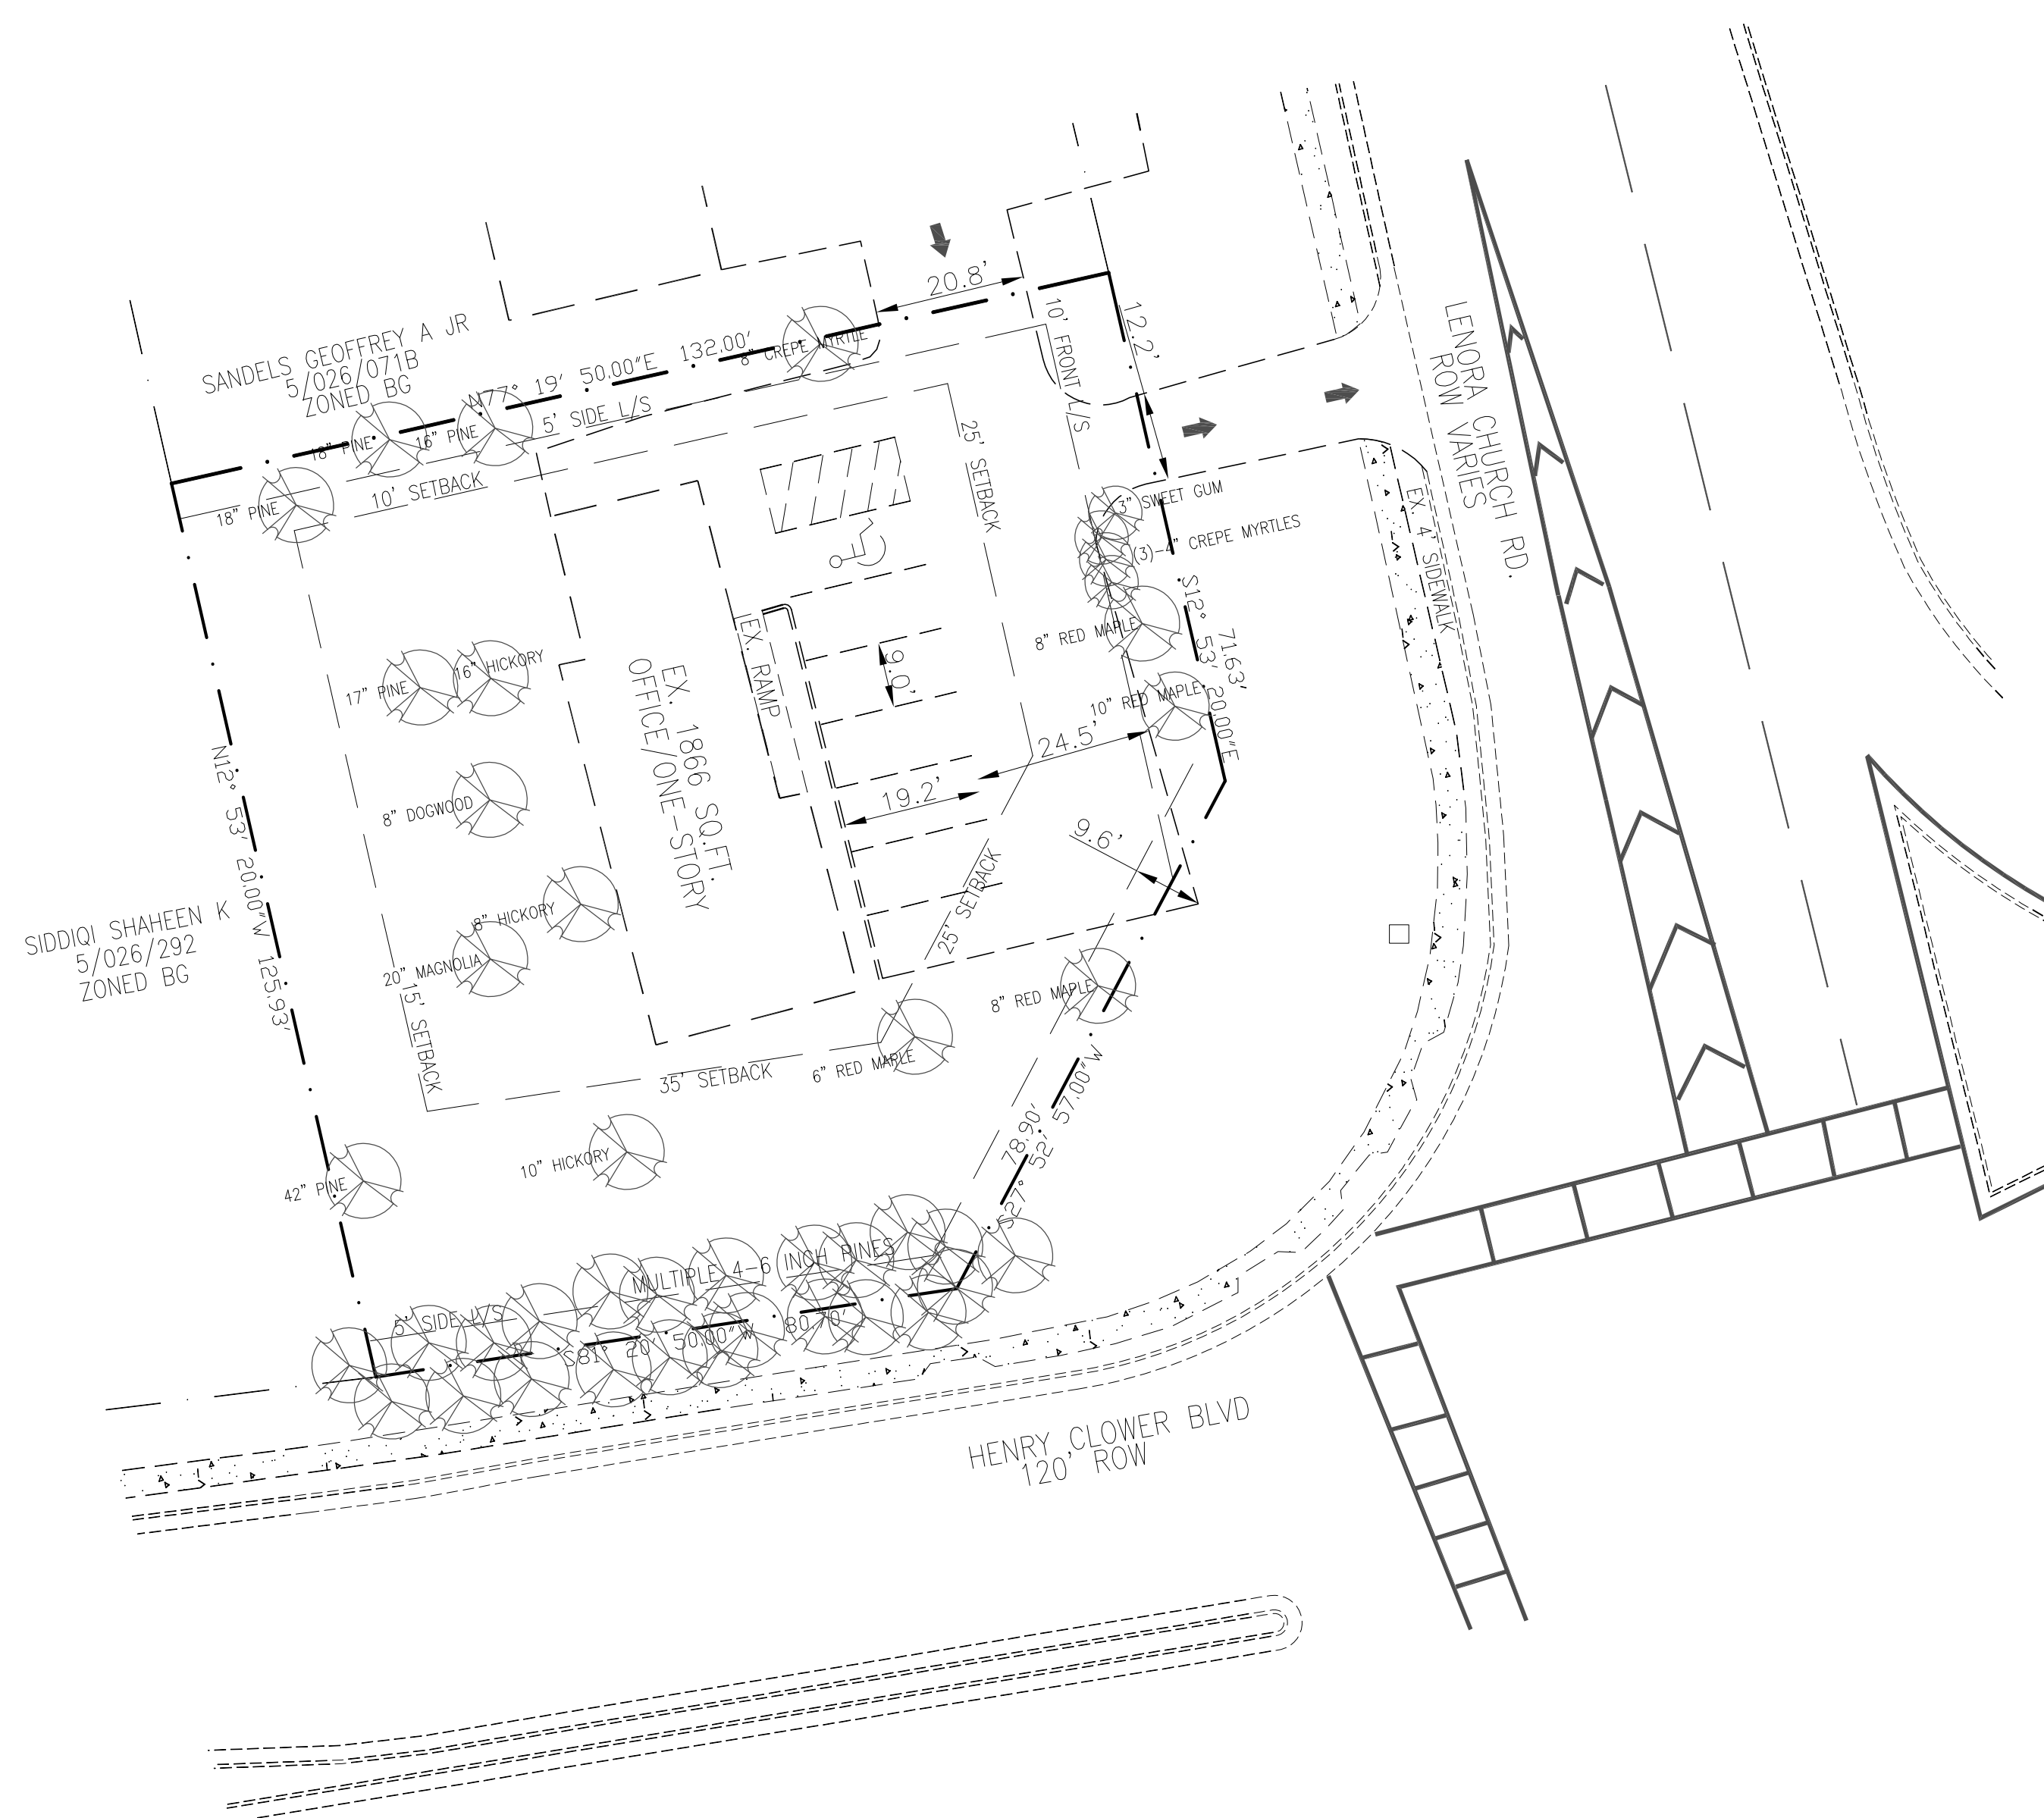 SANDELS GEOFFREY A JR
5/026/071B
ZONED BG
N77° 19' 50.00"E 132.00'
20.8'
12.2'
10' FRONT L/S
8" CREPE MYRTLE
5' SIDE L/S
18" PINE
16" PINE
18" PINE
10' SETBACK
25' SETBACK
LENORA CHURCH RD.
ROW VARIES
EX. 4' SIDEWALK
3" SWEET GUM
(3)-4" CREPE MYRTLES
8" RED MAPLE
10" RED MAPLE
S12° 53' 20.00"E
71.63'
17" PINE
16" HICKORY
EX. 1866 SQ.FT.
OFFICE/ONE-STORY
EX. RAMP
9.0'
24.5'
19.2'
9.6'
N12° 53' 20.00"W 125.93'
8" DOGWOOD
8" HICKORY
20" MAGNOLIA
15' SETBACK
SIDDIQI SHAHEEN K
5/026/292
ZONED BG
25' SETBACK
8" RED MAPLE
6" RED MAPLE
35' SETBACK
S27° 52' 57.00"W
78.90'
10" HICKORY
42" PINE
MULTIPLE 4-6 INCH PINES
5' SIDE L/S
S81° 20' 50.00"W 80.70'
HENRY CLOWER BLVD
120' ROW